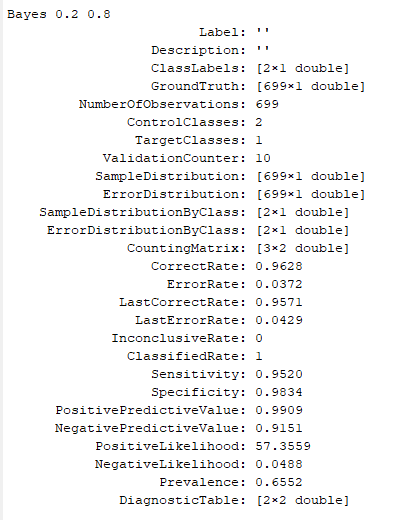 Bayes 0.2 0.8
Label: ''
Description: ''
ClassLabels: [2×1 double]
GroundTruth: [699×1 double]
NumberOfObservations: 699
ControlClasses: 2
TargetClasses: 1
ValidationCounter: 10
SampleDistribution: [699×1 double]
ErrorDistribution: [699×1 double]
SampleDistributionByClass: [2×1 double]
ErrorDistributionByClass: [2×1 double]
CountingMatrix: [3×2 double]
CorrectRate: 0.9628
ErrorRate: 0.0372
LastCorrectRate: 0.9571
LastErrorRate: 0.0429
InconclusiveRate: 0
ClassifiedRate: 1
Sensitivity: 0.9520
Specificity: 0.9834
PositivePredictiveValue: 0.9909
NegativePredictiveValue: 0.9151
PositiveLikelihood: 57.3559
NegativeLikelihood: 0.0488
Prevalence: 0.6552
DiagnosticTable: [2×2 double]